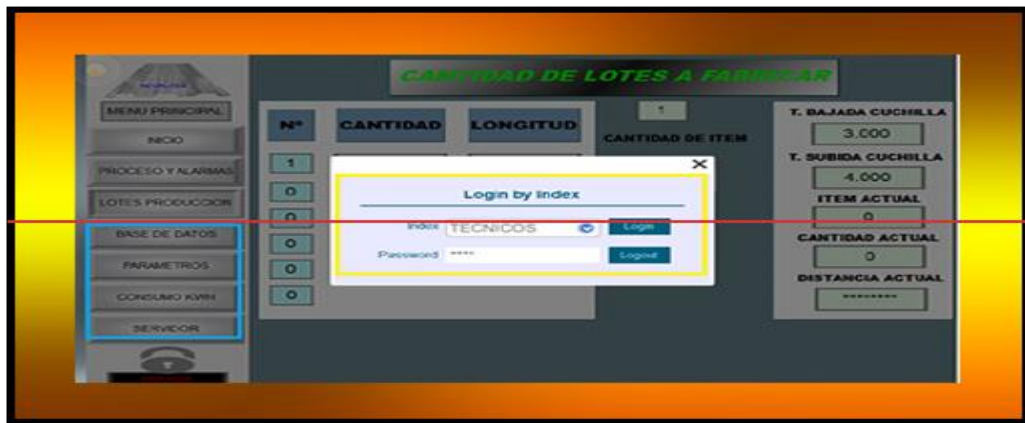 CANTIDAD DE LOTES A FABRICAR
MENU PRINCIPAL
INICIO
PROCESO Y ALARMAS
LOTES PRODUCCION
BASE DE DATOS
PARAMETROS
CONSUMO KWH
SERVIDOR
Nº CANTIDAD LONGITUD
1
0
0
0
0
0
1
CANTIDAD DE ITEM
Login by Index
Index TECNICOS Login
Password **** Logout
T. BAJADA CUCHILLA
3.000
T. SUBIDA CUCHILLA
4.000
ITEM ACTUAL
0
CANTIDAD ACTUAL
0
DISTANCIA ACTUAL
********